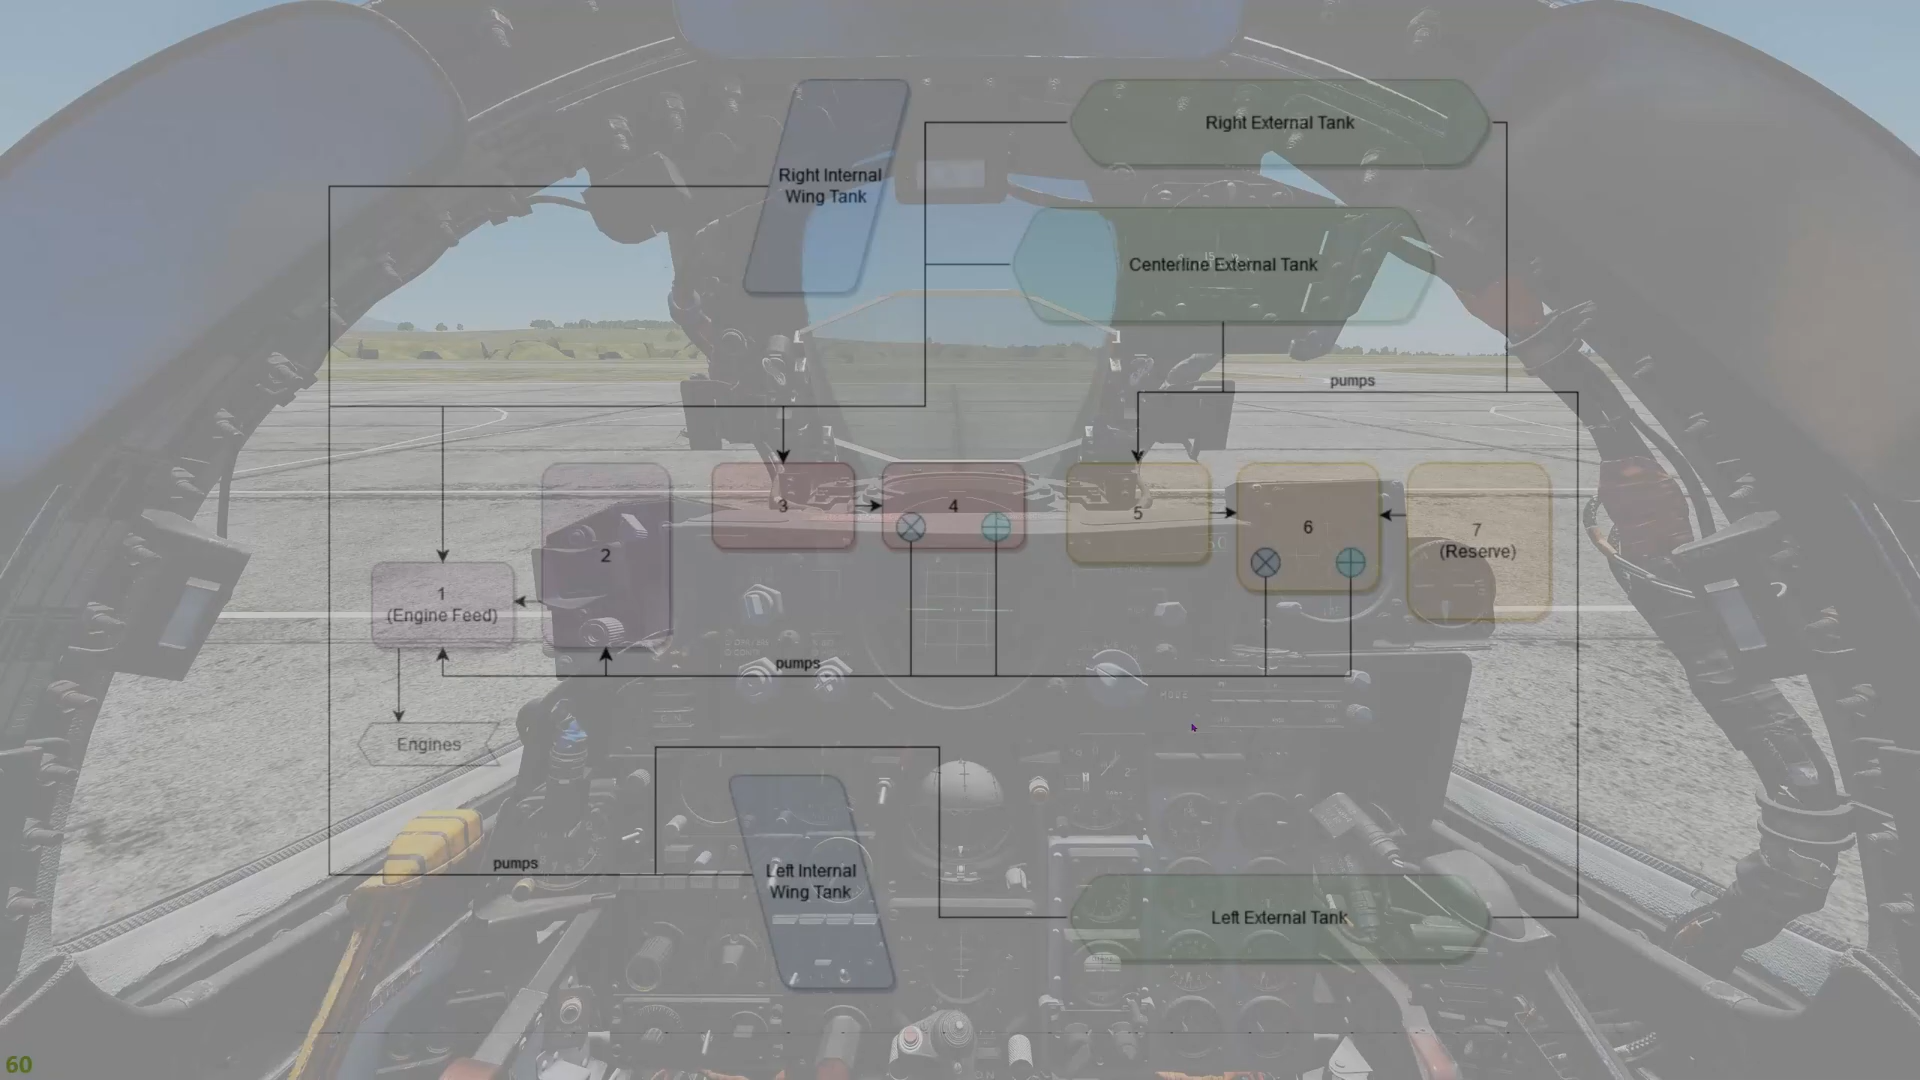 Right External Tank
Right Internal
Wing Tank
Centerline External Tank
pumps
3
4
5
6
7
(Reserve)
2
1
(Engine Feed)
pumps
Engines
pumps
Left Internal
Wing Tank
Left External Tank
60